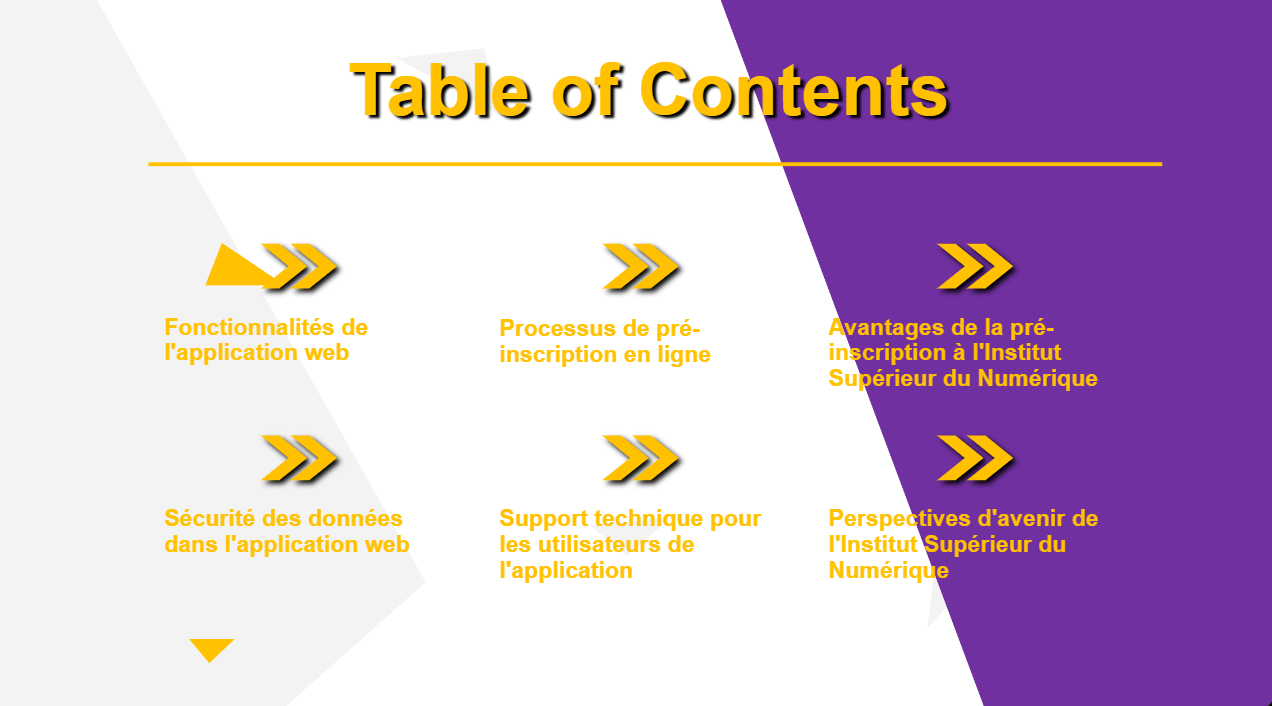 Table of Contents
Fonctionnalités de
l'application web
Processus de pré-
inscription en ligne
Avantages de la pré-
inscription à l'Institut
Supérieur du Numérique
Sécurité des données
dans l'application web
Support technique pour
les utilisateurs de
l'application
Perspectives d'avenir de
l'Institut Supérieur du
Numérique